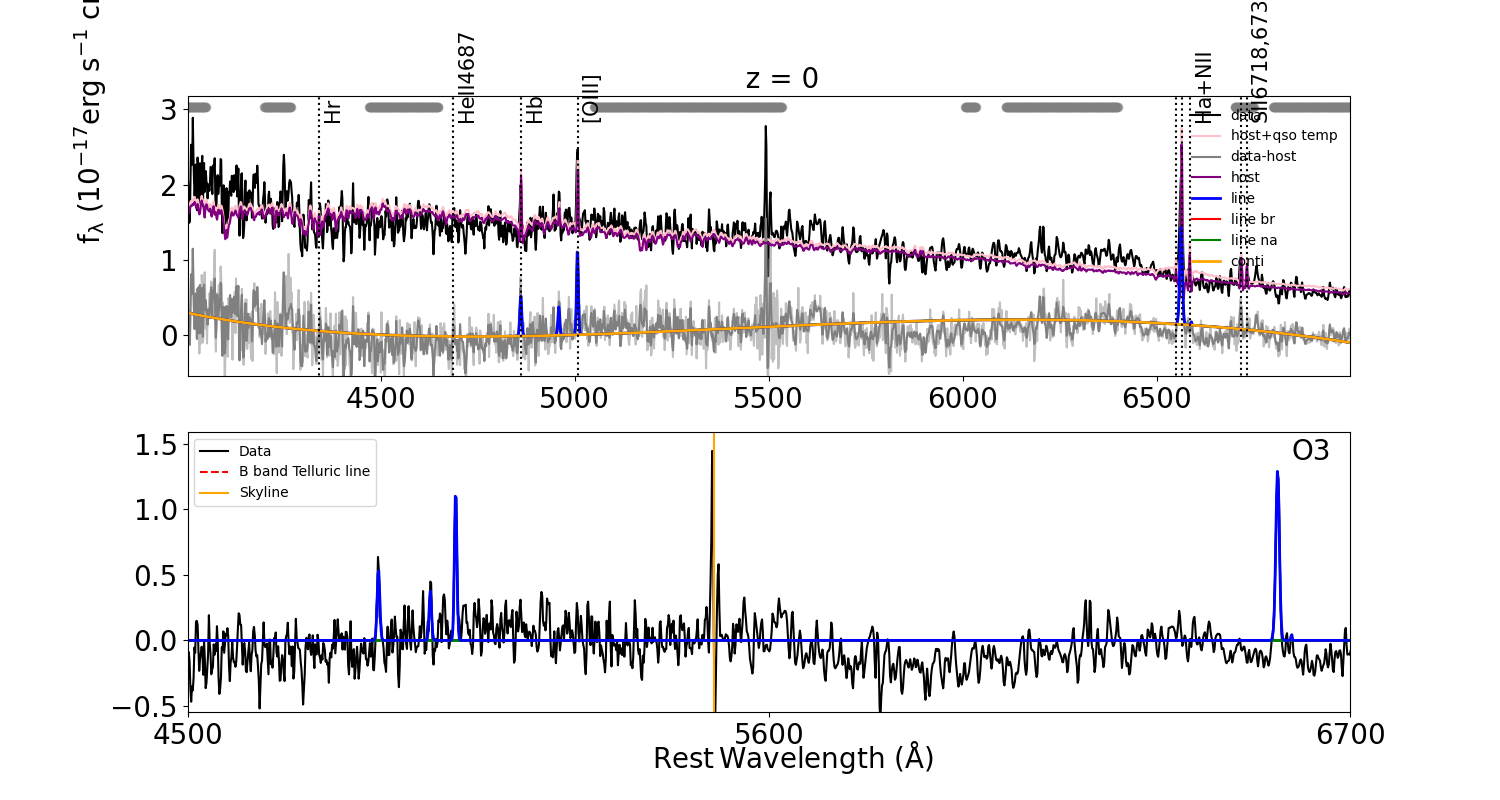 z = 0
f_λ (10^−17 erg s^−1 c
Hr
HeII4687
Hb
[OIII]
Ha+NII
SII6718,673
3
2
1
0
data
host+qso temp
data-host
host
line
line br
line na
conti
4500 5000 5500 6000 6500
O3
Data
B band Telluric line
Skyline
1.5
1.0
0.5
0.0
−0.5
4500 5600 6700
Rest Wavelength (Å)